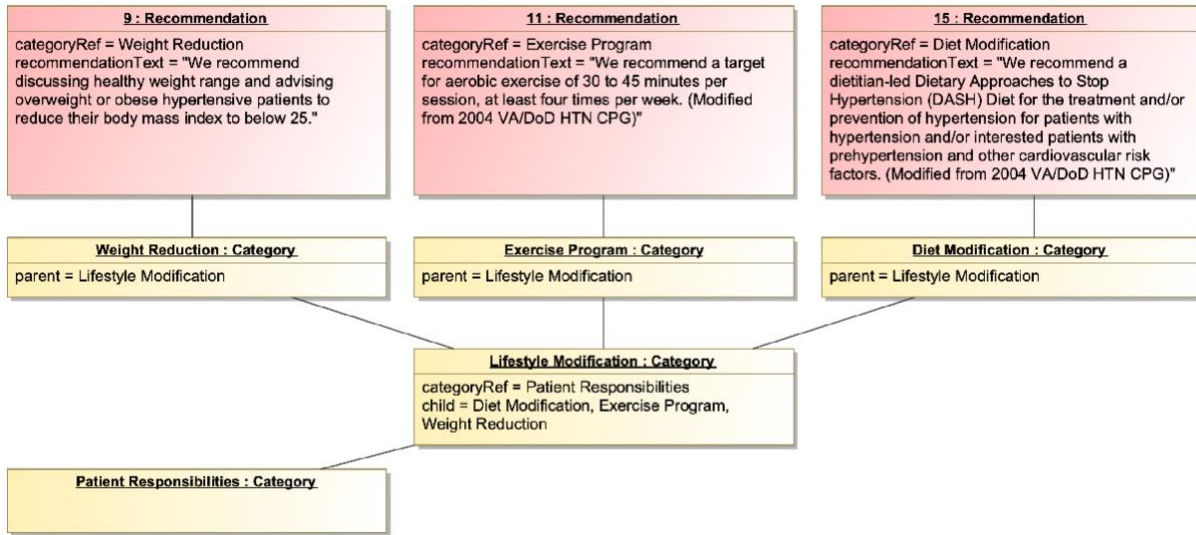 9 : Recommendation
categoryRef = Weight Reduction
recommendationText = "We recommend
discussing healthy weight range and advising
overweight or obese hypertensive patients to
reduce their body mass index to below 25."
11 : Recommendation
categoryRef = Exercise Program
recommendationText = "We recommend a target
for aerobic exercise of 30 to 45 minutes per
session, at least four times per week. (Modified
from 2004 VA/DoD HTN CPG)"
15 : Recommendation
categoryRef = Diet Modification
recommendationText = "We recommend a
dietitian-led Dietary Approaches to Stop
Hypertension (DASH) Diet for the treatment and/or
prevention of hypertension for patients with
hypertension and/or interested patients with
prehypertension and other cardiovascular risk
factors. (Modified from 2004 VA/DoD HTN CPG)"
Weight Reduction : Category
parent = Lifestyle Modification
Exercise Program : Category
parent = Lifestyle Modification
Diet Modification : Category
parent = Lifestyle Modification
Lifestyle Modification : Category
categoryRef = Patient Responsibilities
child = Diet Modification, Exercise Program,
Weight Reduction
Patient Responsibilities : Category